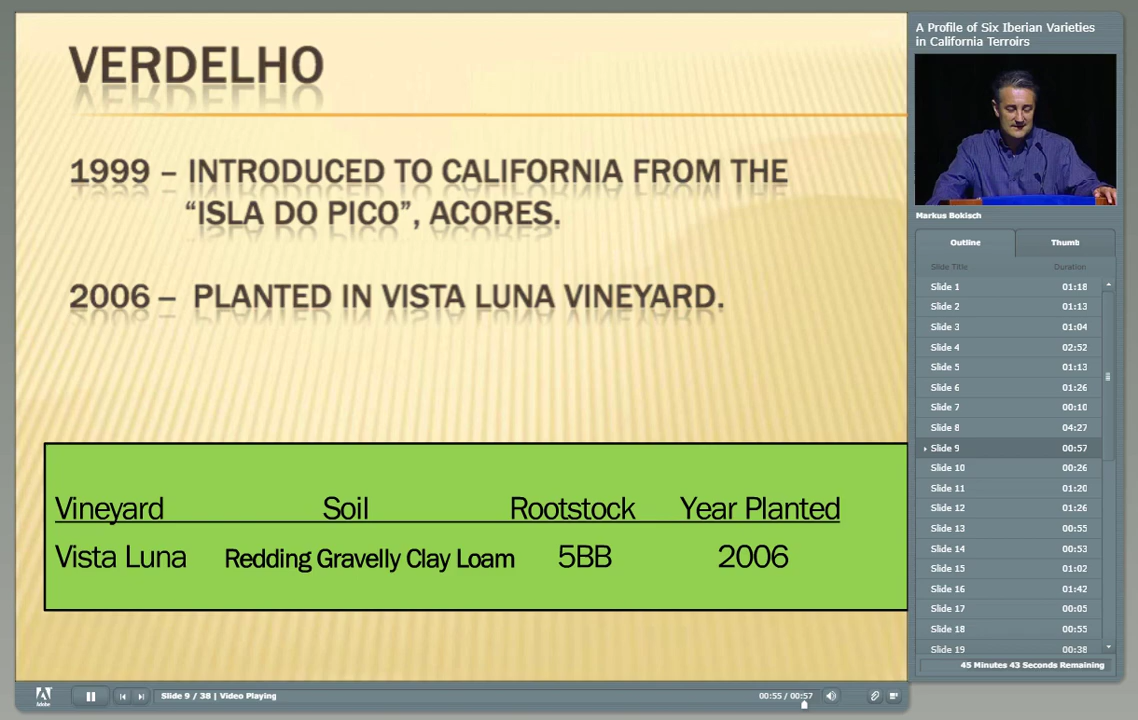 VERDELHO
1999 – INTRODUCED TO CALIFORNIA FROM THE
“ISLA DO PICO”, ACORES.
2006 – PLANTED IN VISTA LUNA VINEYARD.
Vineyard Soil Rootstock Year Planted
Vista Luna Redding Gravelly Clay Loam 5BB 2006
A Profile of Six Iberian Varieties
in California Terroirs
Markus Bokisch
Outline Thumb
Slide Title Duration
Slide 1 01:18
Slide 2 01:13
Slide 3 01:04
Slide 4 02:52
Slide 5 01:13
Slide 6 01:26
Slide 7 00:10
Slide 8 04:27
Slide 9 00:57
Slide 10 00:26
Slide 11 01:20
Slide 12 01:26
Slide 13 00:55
Slide 14 00:53
Slide 15 01:02
Slide 16 01:42
Slide 17 00:05
Slide 18 00:55
Slide 19 00:38
45 Minutes 43 Seconds Remaining
Adobe Slide 9 / 38 | Video Playing 00:55 / 00:57